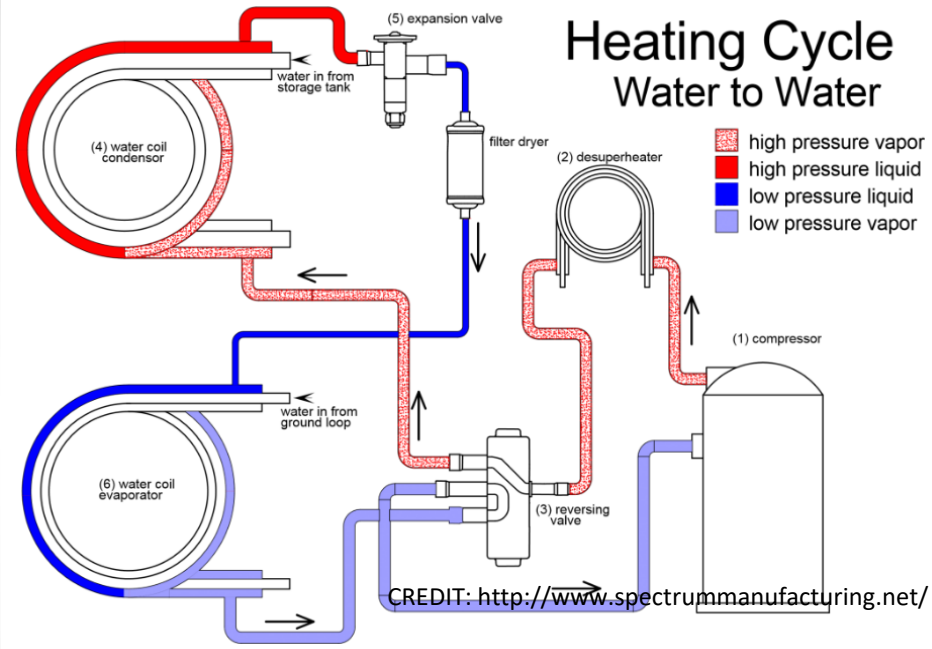 (5) expansion valve
Heating Cycle
Water to Water
water in from
storage tank
(4) water coil
condensor
filter dryer
(2) desuperheater
high pressure vapor
high pressure liquid
low pressure liquid
low pressure vapor
(1) compressor
water in from
ground loop
(6) water coil
evaporator
(3) reversing
valve
CREDIT: http://www.spectrummanufacturing.net/